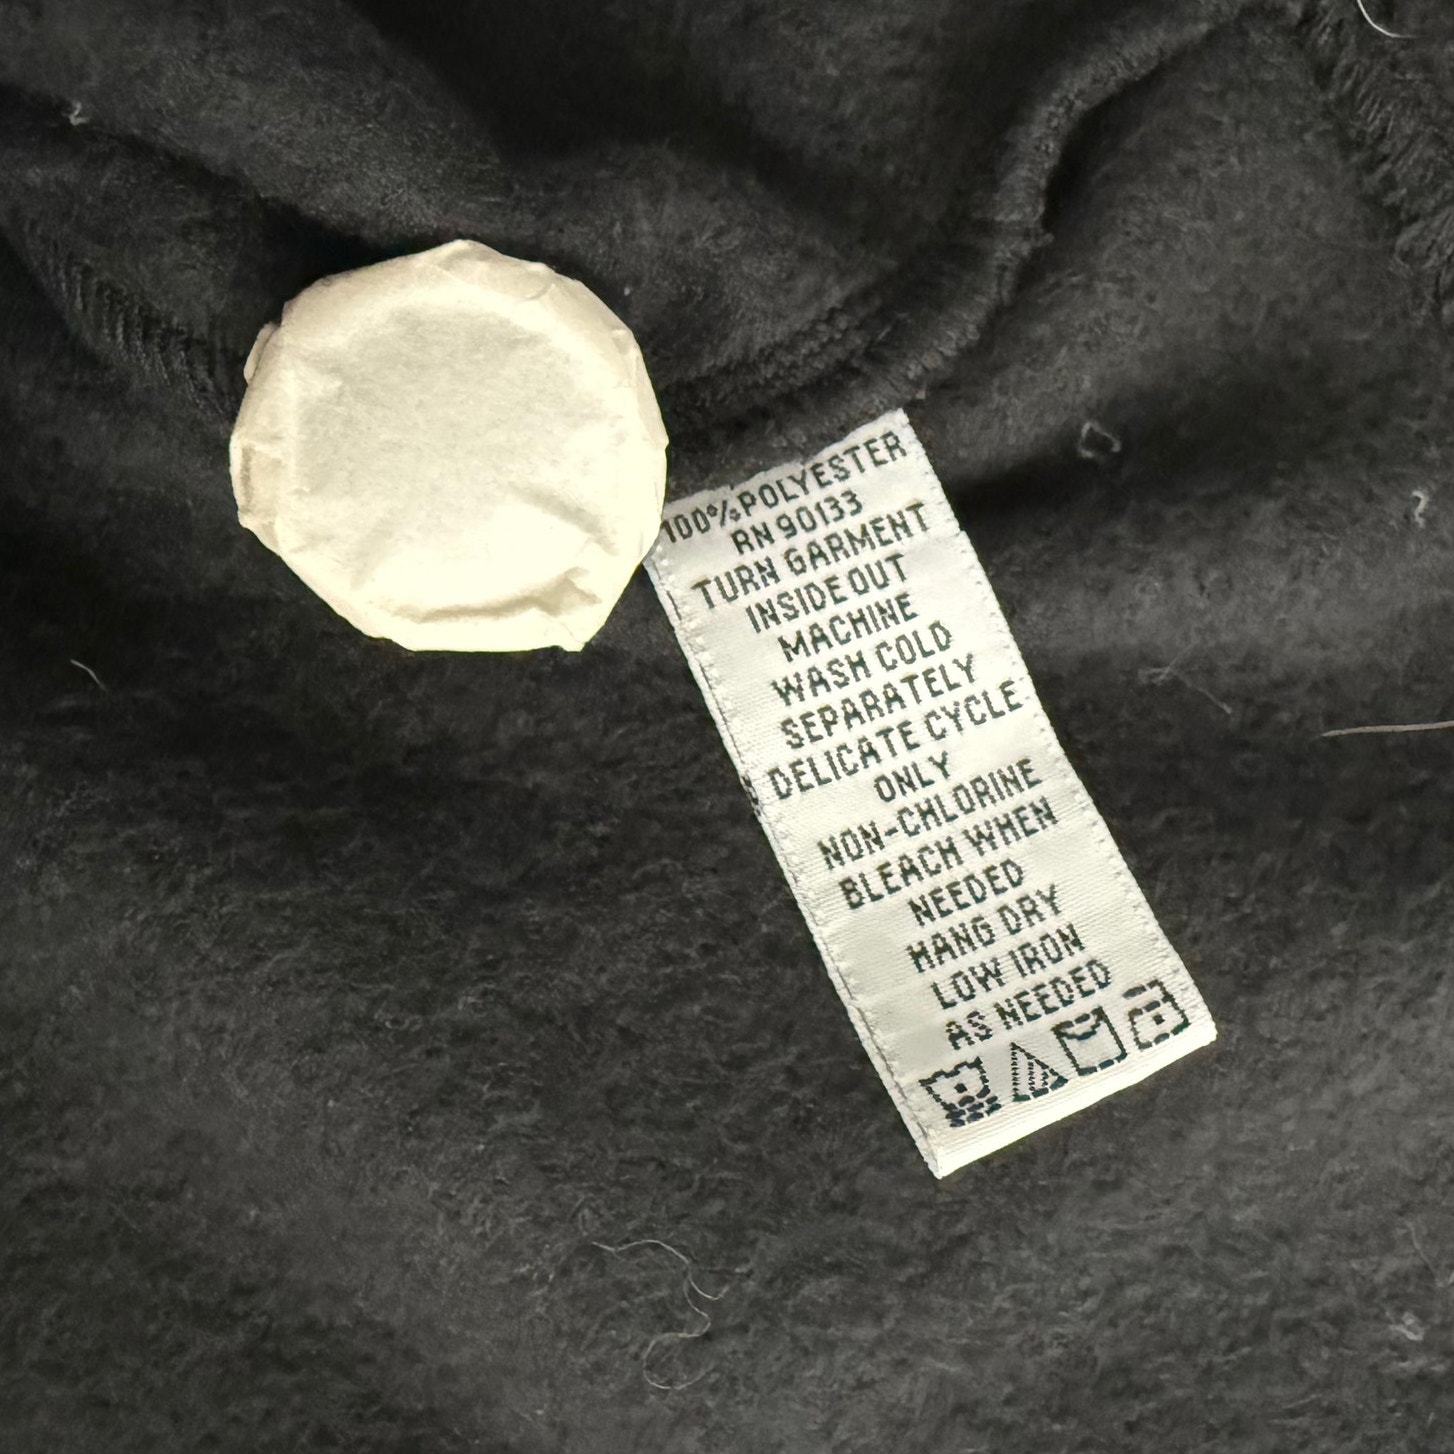 100% POLYESTER
RN 90133
TURN GARMENT
INSIDE OUT
MACHINE
WASH COLD
SEPARATELY
DELICATE CYCLE
ONLY
NON-CHLORINE
BLEACH WHEN
NEEDED
HANG DRY
LOW IRON
AS NEEDED